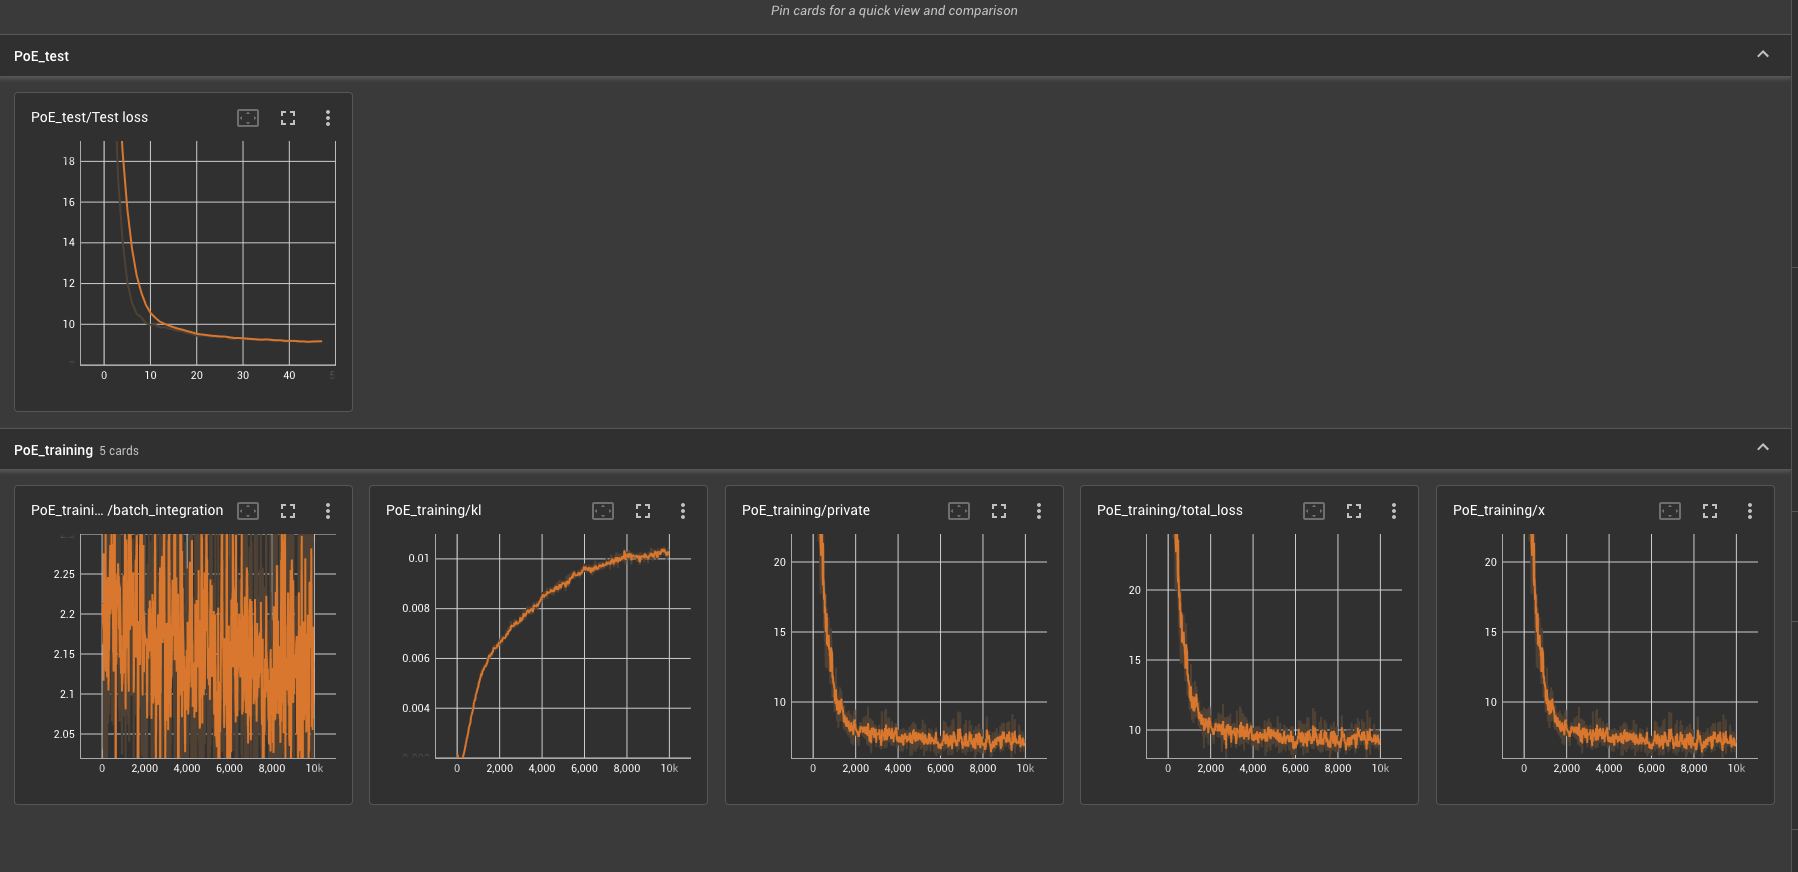 Pin cards for a quick view and comparison
PoE_test
PoE_test/Test loss
18
16
14
12
10
0 10 20 30 40 5
PoE_training 5 cards
PoE_traini... /batch_integration
2.25
2.2
2.15
2.1
2.05
0 2,000 4,000 6,000 8,000 10k
PoE_training/kl
0.01
0.008
0.006
0.004
0 2,000 4,000 6,000 8,000 10k
PoE_training/private
20
15
10
0 2,000 4,000 6,000 8,000 10k
PoE_training/total_loss
20
15
10
0 2,000 4,000 6,000 8,000 10k
PoE_training/x
20
15
10
0 2,000 4,000 6,000 8,000 10k